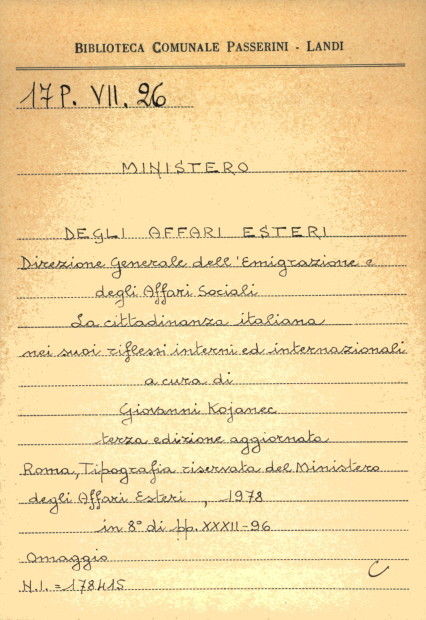 BIBLIOTECA COMUNALE PASSERINI - LANDI
17 P. VII. 26
MINISTERO
DEGLI AFFARI ESTERI
Direzione Generale dell'Emigrazione e
degli Affari Sociali
La cittadinanza italiana
nei suoi riflessi interni ed internazionali
a cura di
Giovanni Kojanec
terza edizione aggiornata
Roma, Tipografia riservata del Ministero
degli Affari Esteri , 1978
in 8° di pp. XXXII-96
Omaggio
N.I. = 178415
C